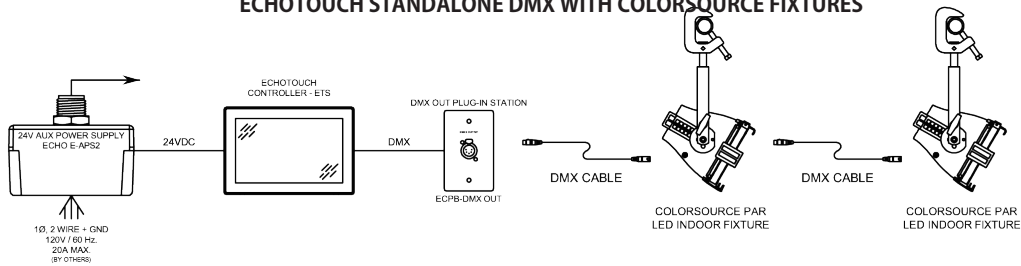 ECHOTOUCH STANDALONE DMX WITH COLORSOURCE FIXTURES
24V AUX POWER SUPPLY
ECHO E-APS2
1Ø, 2 WIRE + GND
120V / 60 Hz.
20A MAX.
(BY OTHERS)
24VDC
ECHOTOUCH
CONTROLLER - ETS
DMX
DMX OUT PLUG-IN STATION
ECPB-DMX OUT
DMX CABLE
COLORSOURCE PAR
LED INDOOR FIXTURE
DMX CABLE
COLORSOURCE PAR
LED INDOOR FIXTURE